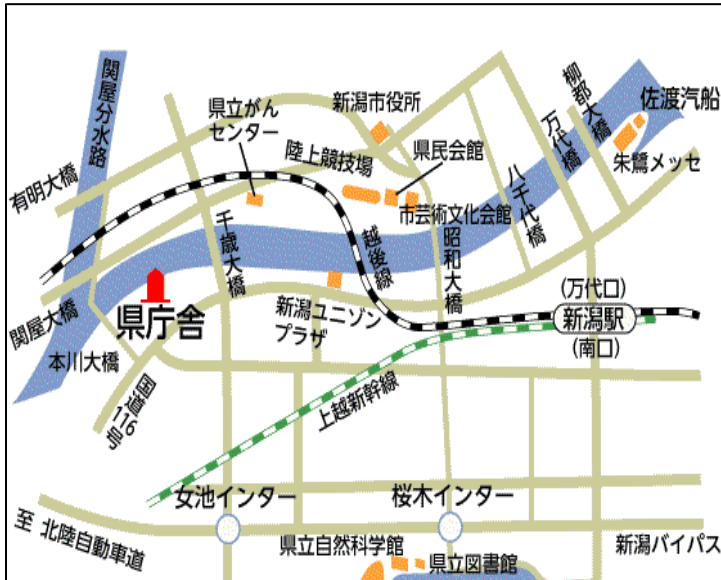 関屋分水路
県立がん
センター
新潟市役所
陸上競技場
県民会館
柳都大橋
佐渡汽船
万代橋
朱鷺メッセ
八千代橋
有明大橋
市芸術文化会館
千歳大橋
越後線
昭和大橋
関屋大橋
県庁舎
新潟ユニゾン
プラザ
(万代口)
新潟駅
(南口)
本川大橋
国道116号
上越新幹線
女池インター
桜木インター
至 北陸自動車道
県立自然科学館
新潟バイパス
県立図書館